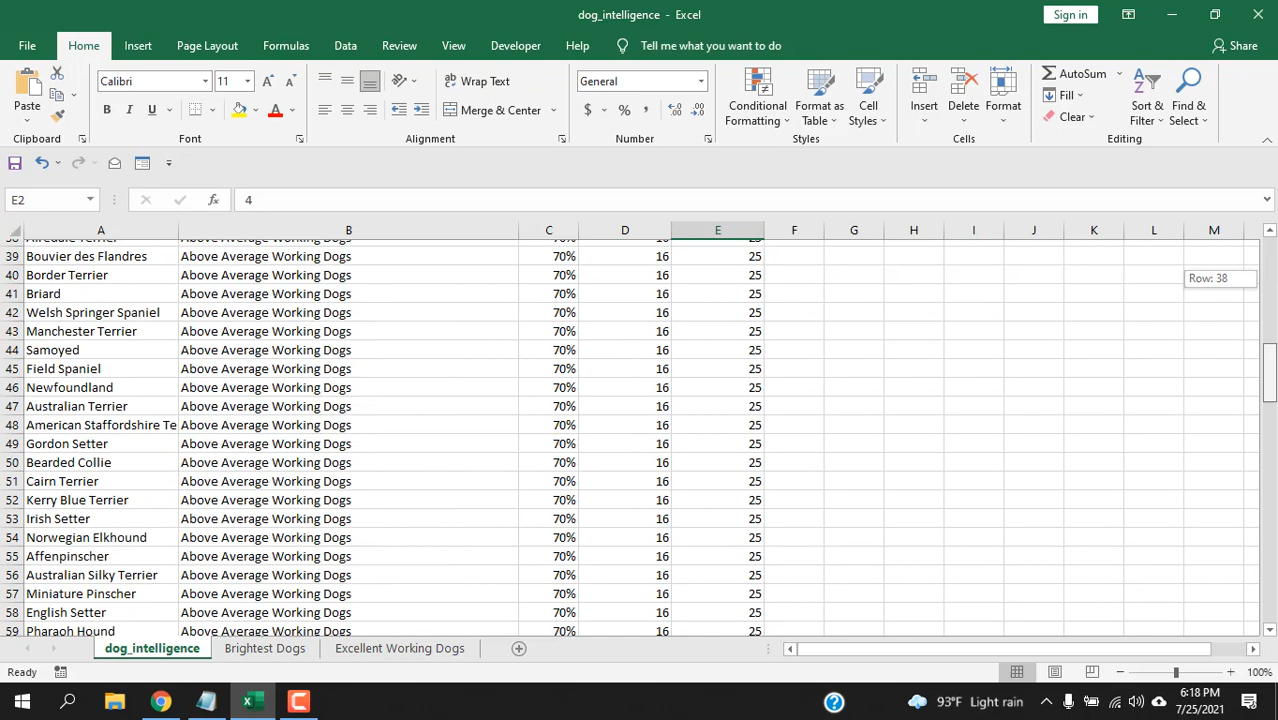 dog_intelligence - Excel
Sign in
File Home Insert Page Layout Formulas Data Review View Developer Help Tell me what you want to do Share
Paste
Calibri 11
B I U A
Wrap Text
Merge & Center
General
$ %
Conditional Formatting
Format as Table
Cell Styles
Insert
Delete
Format
AutoSum
Fill
Clear
Sort & Filter
Find & Select
Clipboard Font Alignment Number Styles Cells Editing
E2 fx 4
A B C D E F G H I J K L M
38 Airedale Terrier Above Average Working Dogs 70% 16 25
39 Bouvier des Flandres Above Average Working Dogs 70% 16 25
40 Border Terrier Above Average Working Dogs 70% 16 25
Row: 38
41 Briard Above Average Working Dogs 70% 16 25
42 Welsh Springer Spaniel Above Average Working Dogs 70% 16 25
43 Manchester Terrier Above Average Working Dogs 70% 16 25
44 Samoyed Above Average Working Dogs 70% 16 25
45 Field Spaniel Above Average Working Dogs 70% 16 25
46 Newfoundland Above Average Working Dogs 70% 16 25
47 Australian Terrier Above Average Working Dogs 70% 16 25
48 American Staffordshire Te Above Average Working Dogs 70% 16 25
49 Gordon Setter Above Average Working Dogs 70% 16 25
50 Bearded Collie Above Average Working Dogs 70% 16 25
51 Cairn Terrier Above Average Working Dogs 70% 16 25
52 Kerry Blue Terrier Above Average Working Dogs 70% 16 25
53 Irish Setter Above Average Working Dogs 70% 16 25
54 Norwegian Elkhound Above Average Working Dogs 70% 16 25
55 Affenpinscher Above Average Working Dogs 70% 16 25
56 Australian Silky Terrier Above Average Working Dogs 70% 16 25
57 Miniature Pinscher Above Average Working Dogs 70% 16 25
58 English Setter Above Average Working Dogs 70% 16 25
59 Pharaoh Hound Above Average Working Dogs 70% 16 25
dog_intelligence Brightest Dogs Excellent Working Dogs
Ready 100%
93°F Light rain
6:18 PM
7/25/2021